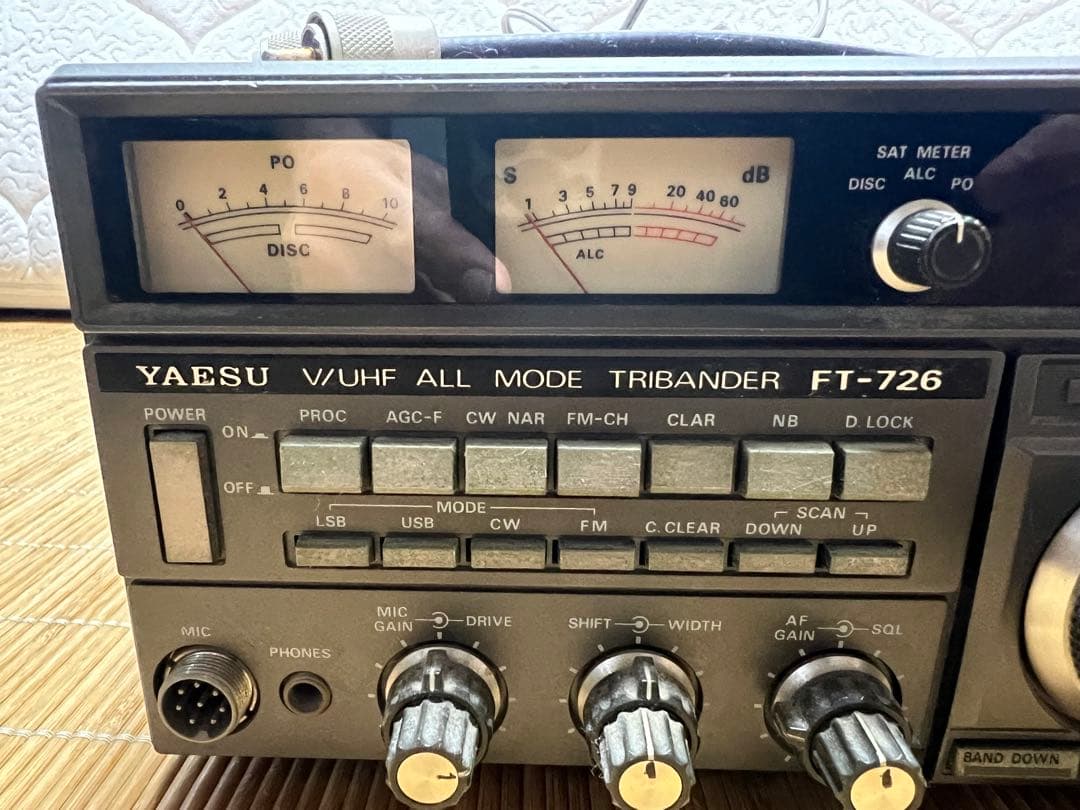 PO
0 2 4 6 8 10
DISC
S dB
1 3 5 7 9 20 40 60
ALC
SAT METER
DISC ALC PO
YAESU V/UHF ALL MODE TRIBANDER FT-726
POWER
ON
OFF
PROC AGC-F CW NAR FM-CH CLAR NB D. LOCK
MODE SCAN
LSB USB CW FM C. CLEAR DOWN UP
MIC
PHONES
MIC GAIN DRIVE
SHIFT WIDTH
AF GAIN SQL
BAND DOWN